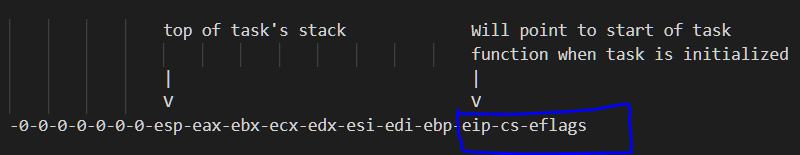 top of task's stack Will point to start of task
function when task is initialized
| |
V V
-0-0-0-0-0-0-0-esp-eax-ebx-ecx-edx-esi-edi-ebp-eip-cs-eflags